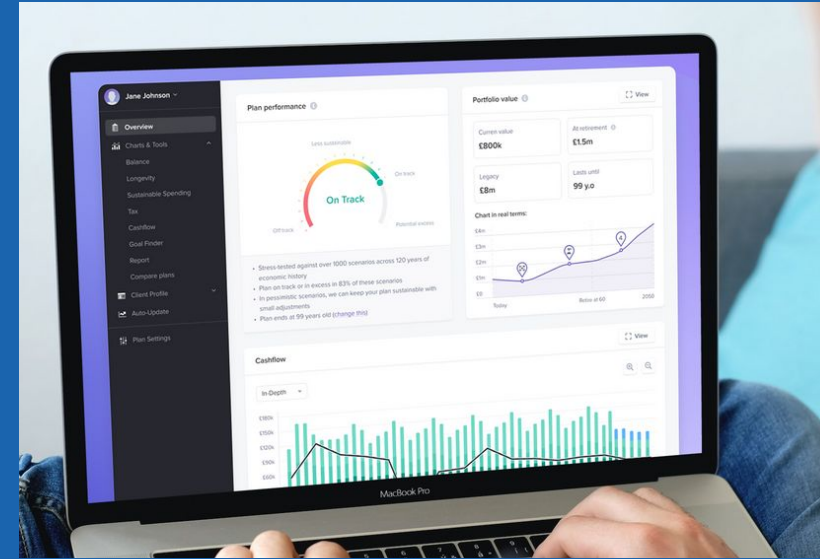 Jane Johnson
Overview
Charts & Tools
Balance
Longevity
Sustainable Spending
Tax
Cashflow
Goal Finder
Report
Compare plans
Client Profile
Auto-Update
Plan Settings
Plan performance
Less sustainable
On track
On Track
Off track
Potential excess
• Stress-tested against over 1000 scenarios across 120 years of
economic history
• Plan on track or in excess in 83% of these scenarios
• In pessimistic scenarios, we can keep your plan sustainable with
small adjustments
• Plan ends at 99 years old (change this)
Portfolio value
View
Curren value
£800k
At retirement
£1.5m
Legacy
£8m
Lasts until
99 y.o
Chart in real terms:
£4m
£3m
£2m
£1m
£0
4
Today
Retire at 60
2058
Cashflow
View
In-Depth
£180k
£150k
£120k
£90k
£60k
MacBook Pro